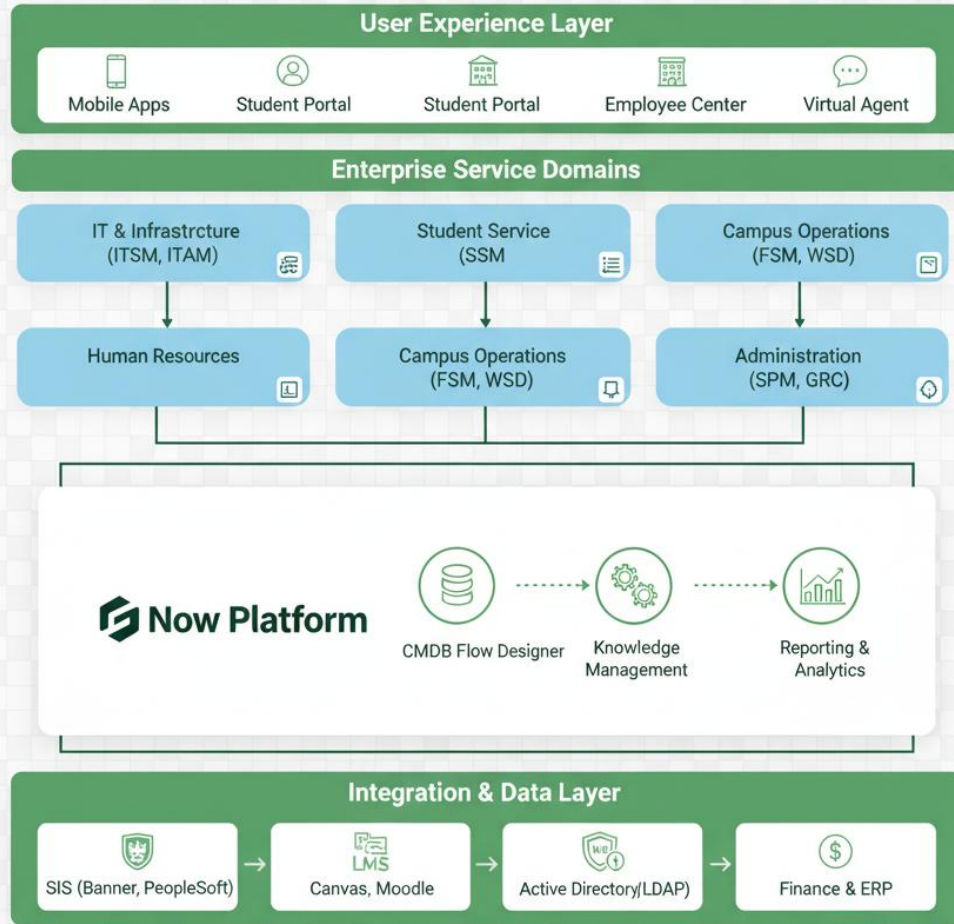 User Experience Layer
Mobile Apps
Student Portal
Student Portal
Employee Center
Virtual Agent
Enterprise Service Domains
IT & Infrastrcture
(ITSM, ITAM)
Student Service
(SSM
Campus Operations
(FSM, WSD)
Human Resources
Campus Operations
(FSM, WSD)
Administration
(SPM, GRC)
Now Platform
CMDB Flow Designer
Knowledge
Management
Reporting &
Analytics
Integration & Data Layer
SIS (Banner, PeopleSoft)
LMS
Canvas, Moodle
Active Directory/LDAP)
$
Finance & ERP